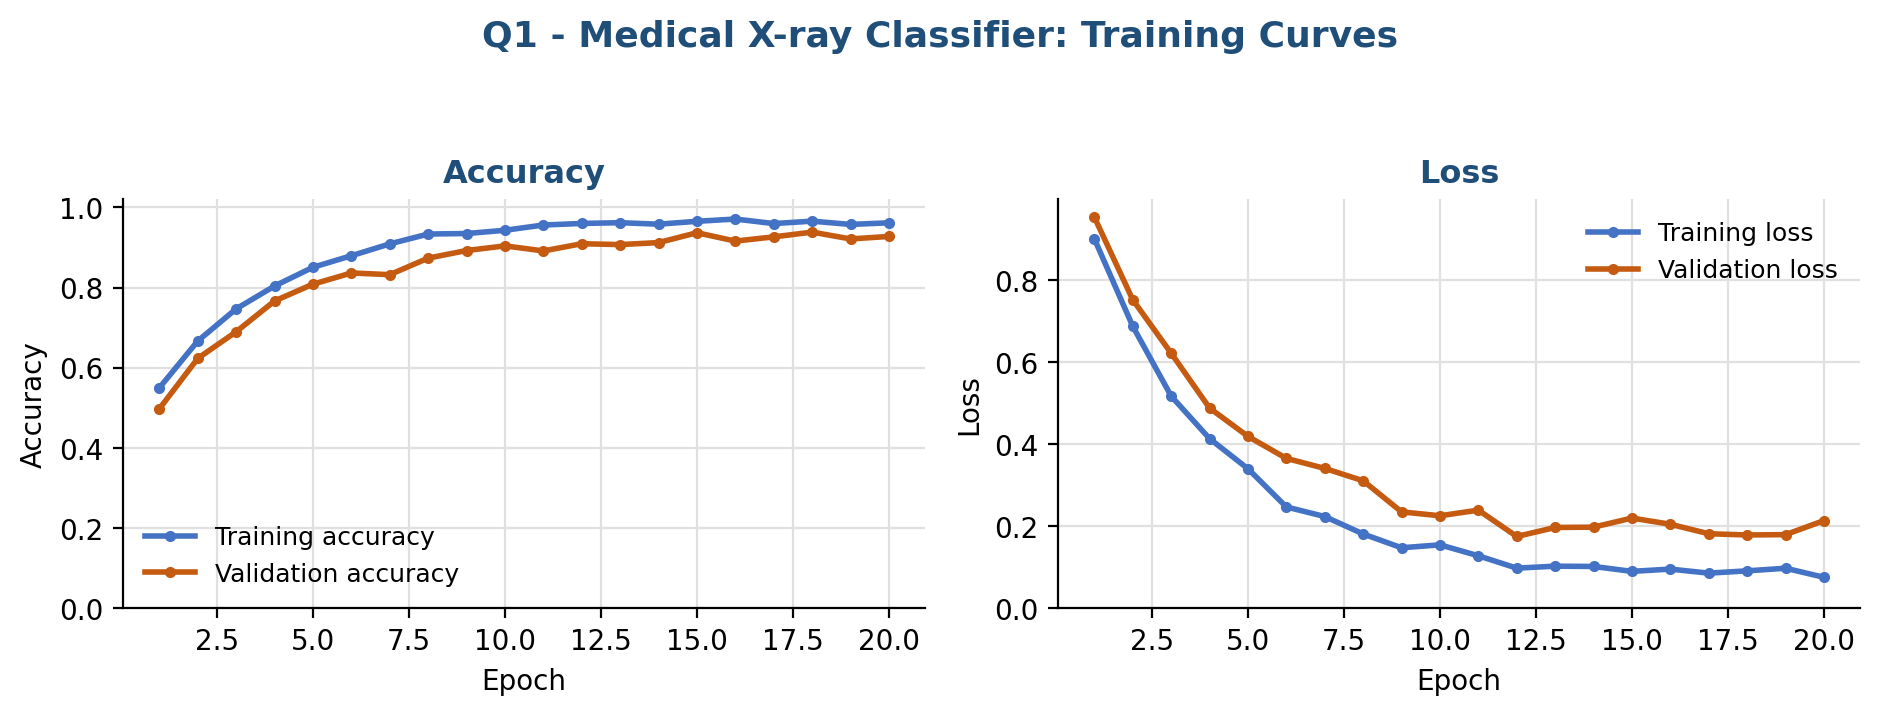 Q1 - Medical X-ray Classifier: Training Curves
Accuracy
1.0
0.8
0.6
0.4
0.2
0.0
Accuracy
Training accuracy
Validation accuracy
2.5 5.0 7.5 10.0 12.5 15.0 17.5 20.0
Epoch
Loss
0.8
0.6
0.4
0.2
0.0
Loss
Training loss
Validation loss
2.5 5.0 7.5 10.0 12.5 15.0 17.5 20.0
Epoch